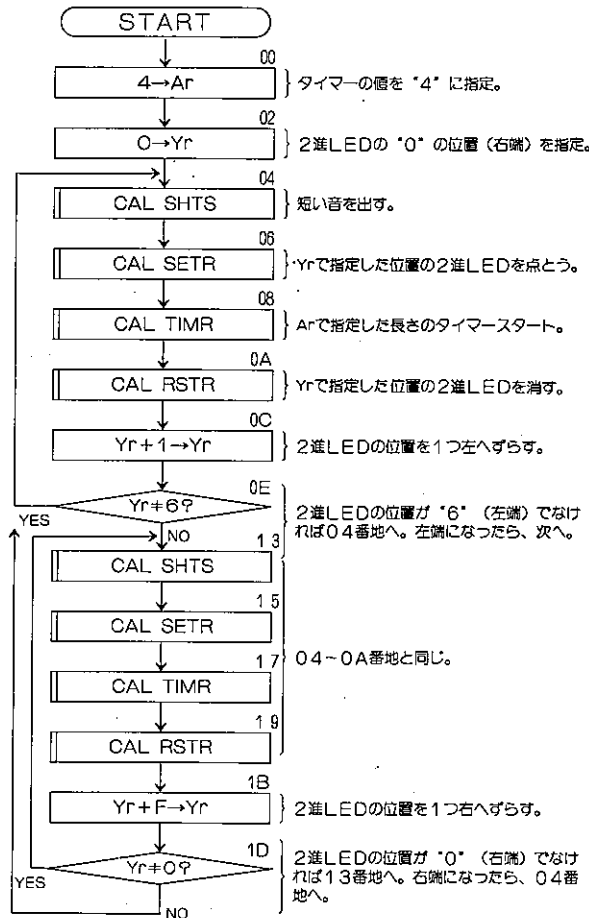 START
00
4→Ar
タイマーの値を"4"に指定。
02
0→Yr
2進LEDの"0"の位置(右端)を指定。
04
CAL SHTS
短い音を出す。
06
CAL SETR
Yrで指定した位置の2進LEDを点とう。
08
CAL TIMR
Arで指定した長さのタイマースタート。
0A
CAL RSTR
Yrで指定した位置の2進LEDを消す。
0C
Yr+1→Yr
2進LEDの位置を1つ左へずらす。
0E
Yr≠6?
YES
NO
2進LEDの位置が"6"(左端)でなけ
れば04番地へ。左端になったら、次へ。
13
CAL SHTS
15
CAL SETR
17
CAL TIMR
04~0A番地と同じ。
19
CAL RSTR
1B
Yr+F→Yr
2進LEDの位置を1つ右へずらす。
1D
Yr≠0?
YES
NO
2進LEDの位置が"0"(右端)でなけ
れば13番地へ。右端になったら、04番
地へ。